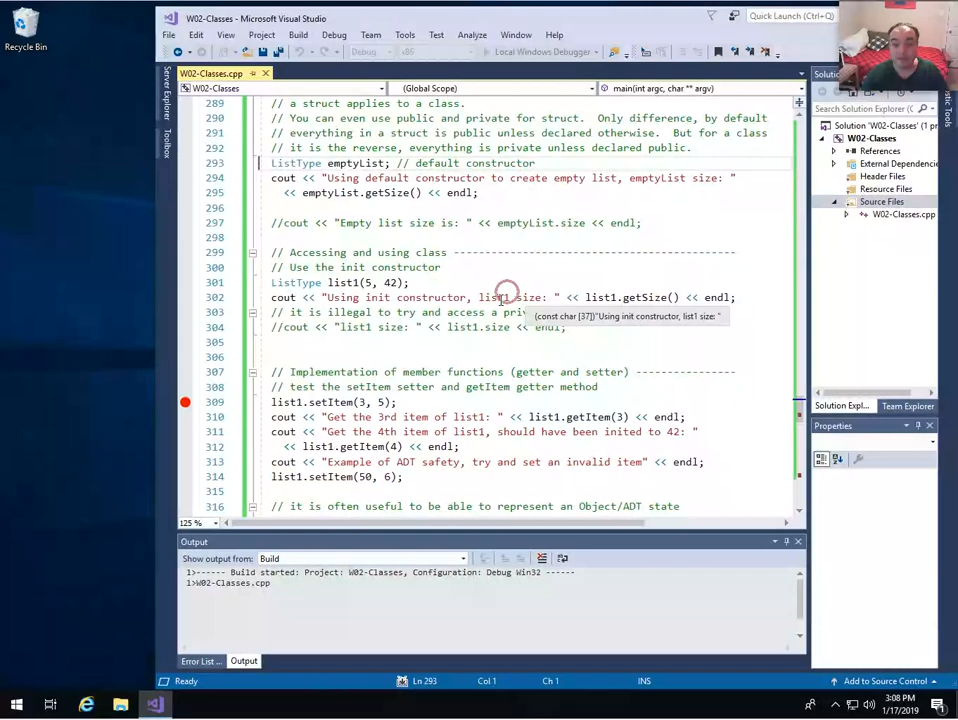 Recycle Bin
W02-Classes - Microsoft Visual Studio
Quick Launch (Ctrl+Q)
File Edit View Project Build Debug Team Tools Test Analyze Window Help
Debug x86 Local Windows Debugger
Server Explorer
Toolbox
W02-Classes.cpp
W02-Classes (Global Scope) main(int argc, char ** argv)
289 // a struct applies to a class.
290 // You can even use public and private for struct. Only difference, by default
291 // everything in a struct is public unless declared otherwise. But for a class
292 // it is the reverse, everything is private unless declared public.
293 ListType emptyList; // default constructor
294 cout << "Using default constructor to create empty list, emptyList size: "
295 << emptyList.getSize() << endl;
296
297 //cout << "Empty list size is: " << emptyList.size << endl;
298
299 // Accessing and using class ----------------------------------------
300 // Use the init constructor
301 ListType list1(5, 42);
302 cout << "Using init constructor, list1 size: " << list1.getSize() << endl;
303 // it is illegal to try and access a priv
(const char [37])"Using init constructor, list1 size: "
304 //cout << "list1 size: " << list1.size << endl;
305
306
307 // Implementation of member functions (getter and setter) --------------
308 // test the setItem setter and getItem getter method
309 list1.setItem(3, 5);
310 cout << "Get the 3rd item of list1: " << list1.getItem(3) << endl;
311 cout << "Get the 4th item of list1, should have been inited to 42: "
312 << list1.getItem(4) << endl;
313 cout << "Example of ADT safety, try and set an invalid item" << endl;
314 list1.setItem(50, 6);
315
316 // it is often useful to be able to represent an Object/ADT state
125 %
Output
Show output from: Build
1>------ Build started: Project: W02-Classes, Configuration: Debug Win32 ------
1>W02-Classes.cpp
Error List ... Output
Ready Ln 293 Col 1 Ch 1 INS Add to Source Control
Search Solution Explorer (
Solution 'W02-Classes' (1 pr
W02-Classes
References
External Dependencies
Header Files
Resource Files
Source Files
W02-Classes.cpp
Solution Expl... Team Explorer
Properties
3:08 PM
1/17/2019